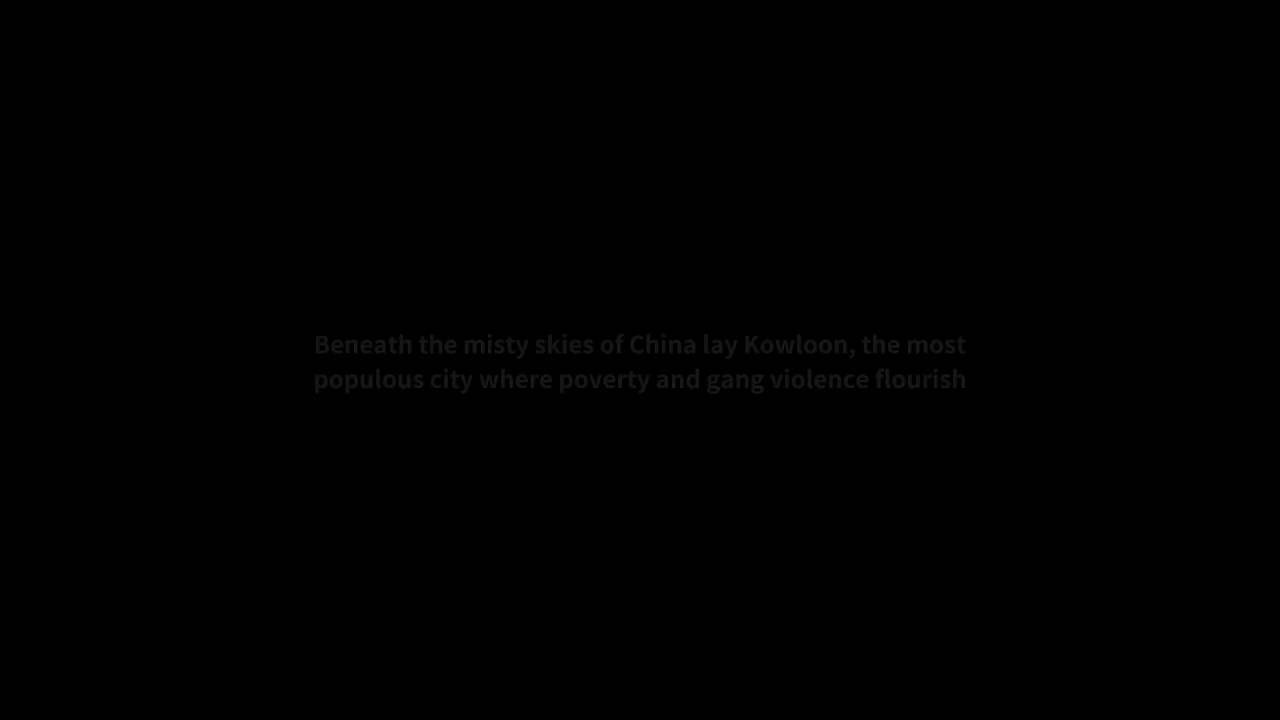 Beneath the misty skies of China lay Kowloon, the most
populous city where poverty and gang violence flourish